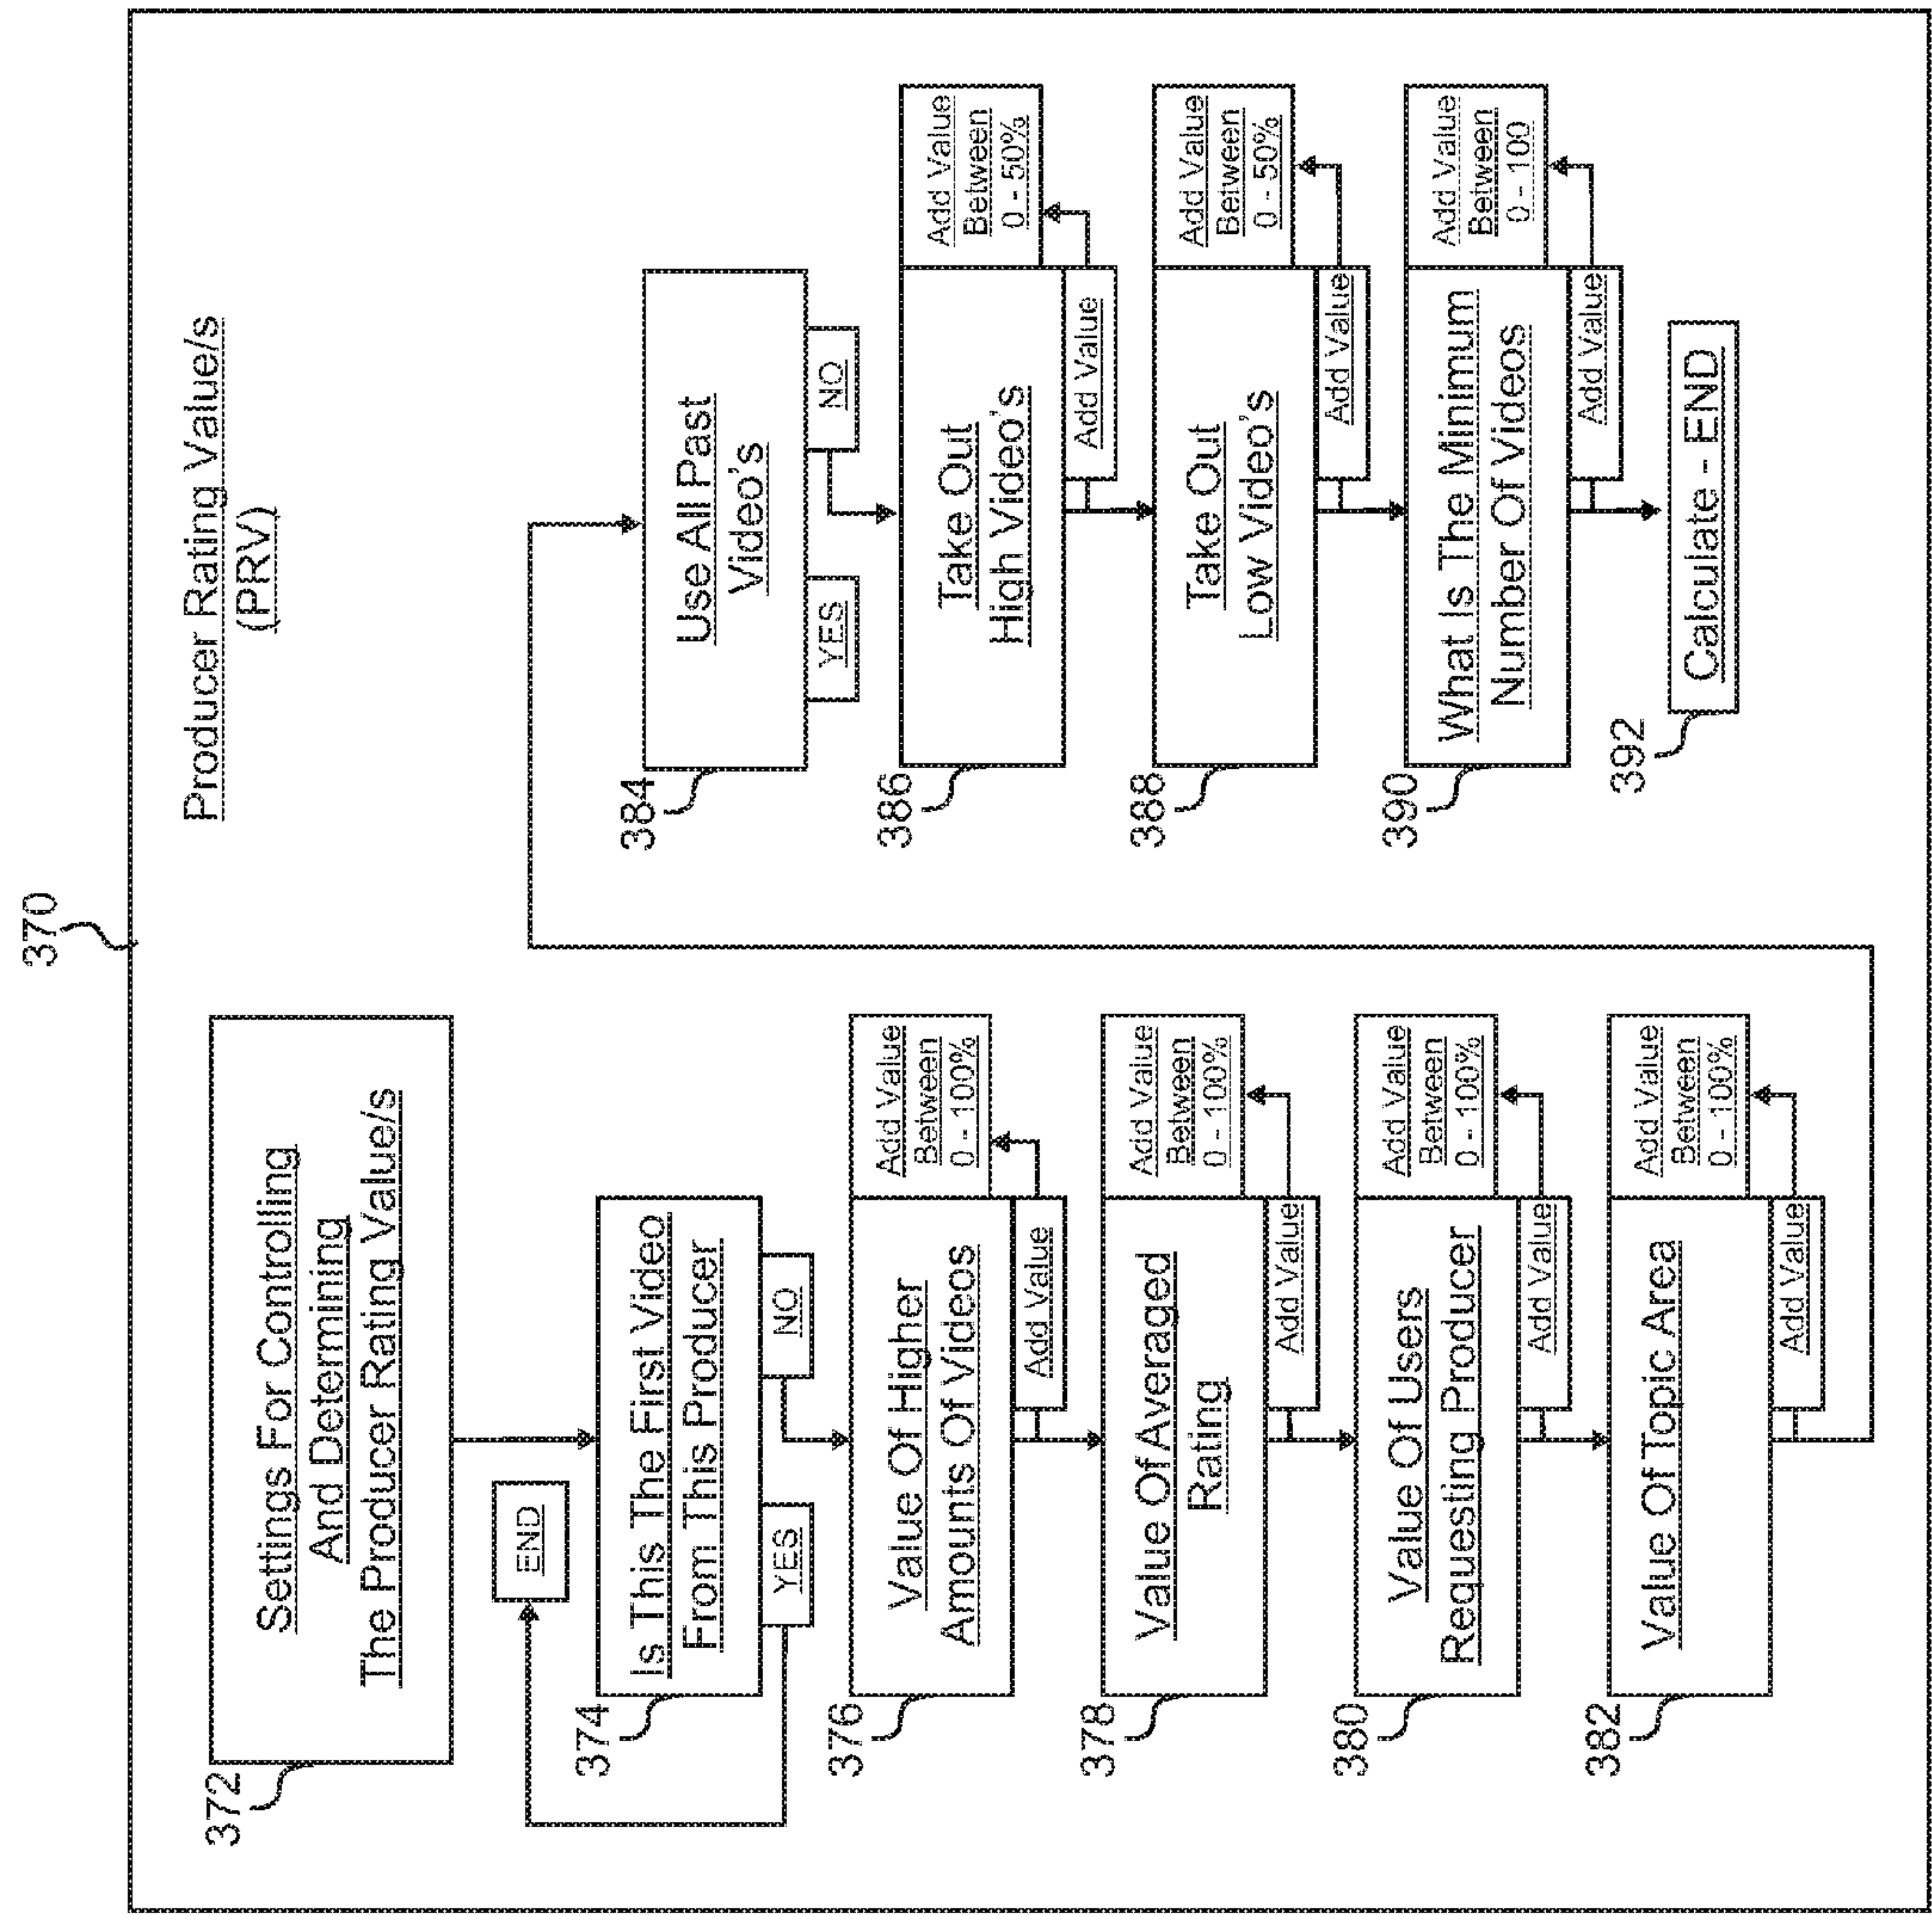 370
Producer Rating Value/s
(PRV)
372
Settings For Controlling
And Determining
The Producer Rating Value/s
END
374
Is This The First Video
From This Producer
YES
NO
376
Value Of Higher
Amounts Of Videos
Add Value
Add Value
Between
0 - 100%
378
Value Of Averaged
Rating
Add Value
Add Value
Between
0 - 100%
380
Value Of Users
Requesting Producer
Add Value
Add Value
Between
0 - 100%
382
Value Of Topic Area
Add Value
Add Value
Between
0 - 100%
384
Use All Past
Video's
YES
NO
386
Take Out
High Video's
Add Value
Add Value
Between
0 - 50%
388
Take Out
Low Video's
Add Value
Add Value
Between
0 - 50%
390
What Is The Minimum
Number Of Videos
Add Value
Add Value
Between
0 - 100
392
Calculate - END